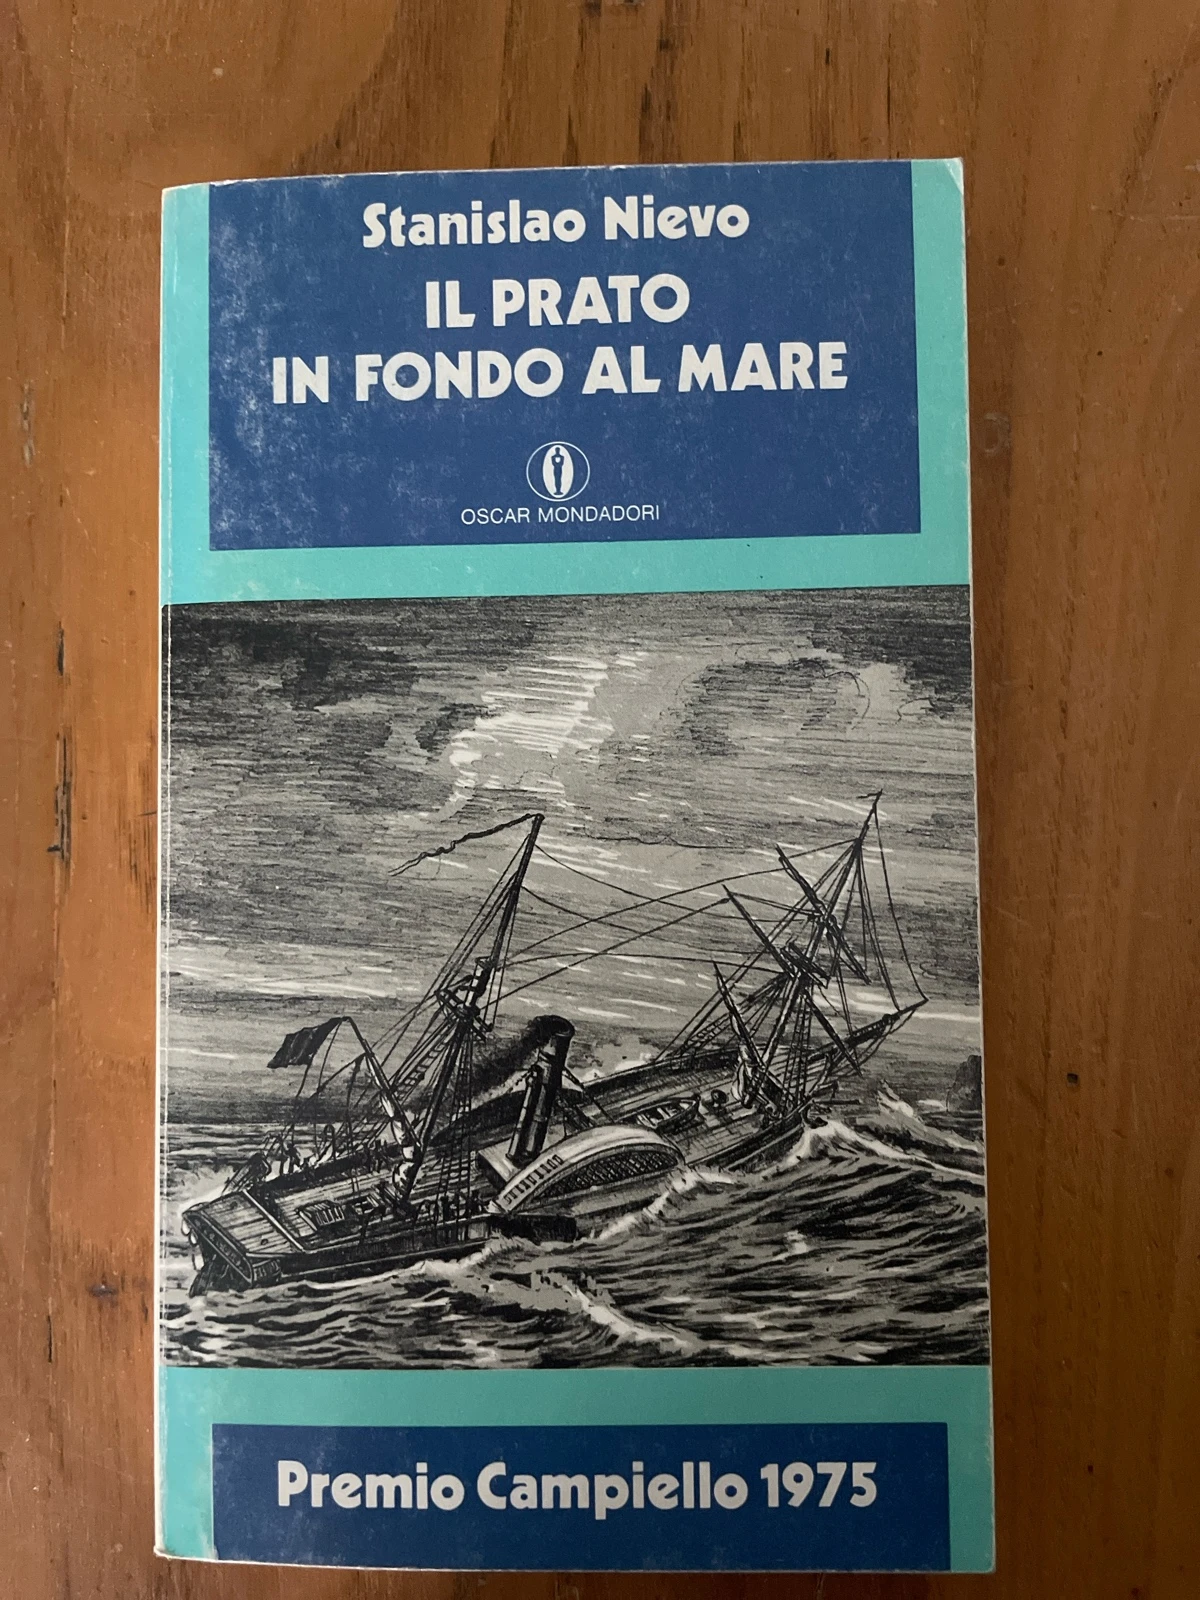 Stanislao Nievo
IL PRATO
IN FONDO AL MARE
OSCAR MONDADORI
Premio Campiello 1975